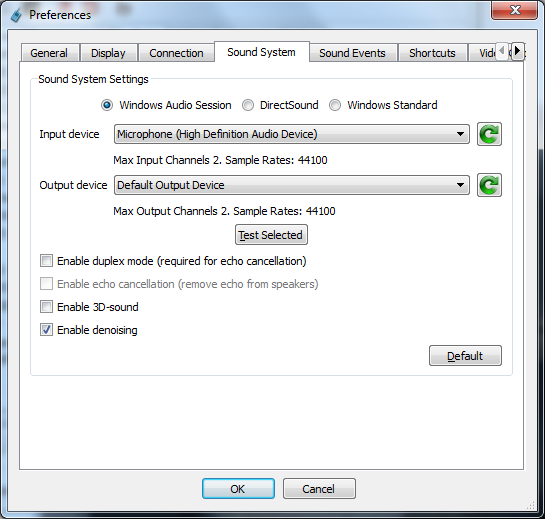 Preferences
General Display Connection Sound System Sound Events Shortcuts
Sound System Settings
Windows Audio Session DirectSound Windows Standard
Input device Microphone (High Definition Audio Device)
Max Input Channels 2. Sample Rates: 44100
Output device Default Output Device
Max Output Channels 2. Sample Rates: 44100
Test Selected
Enable duplex mode (required for echo cancellation)
Enable echo cancellation (remove echo from speakers)
Enable 3D-sound
Enable denoising
Default
OK Cancel